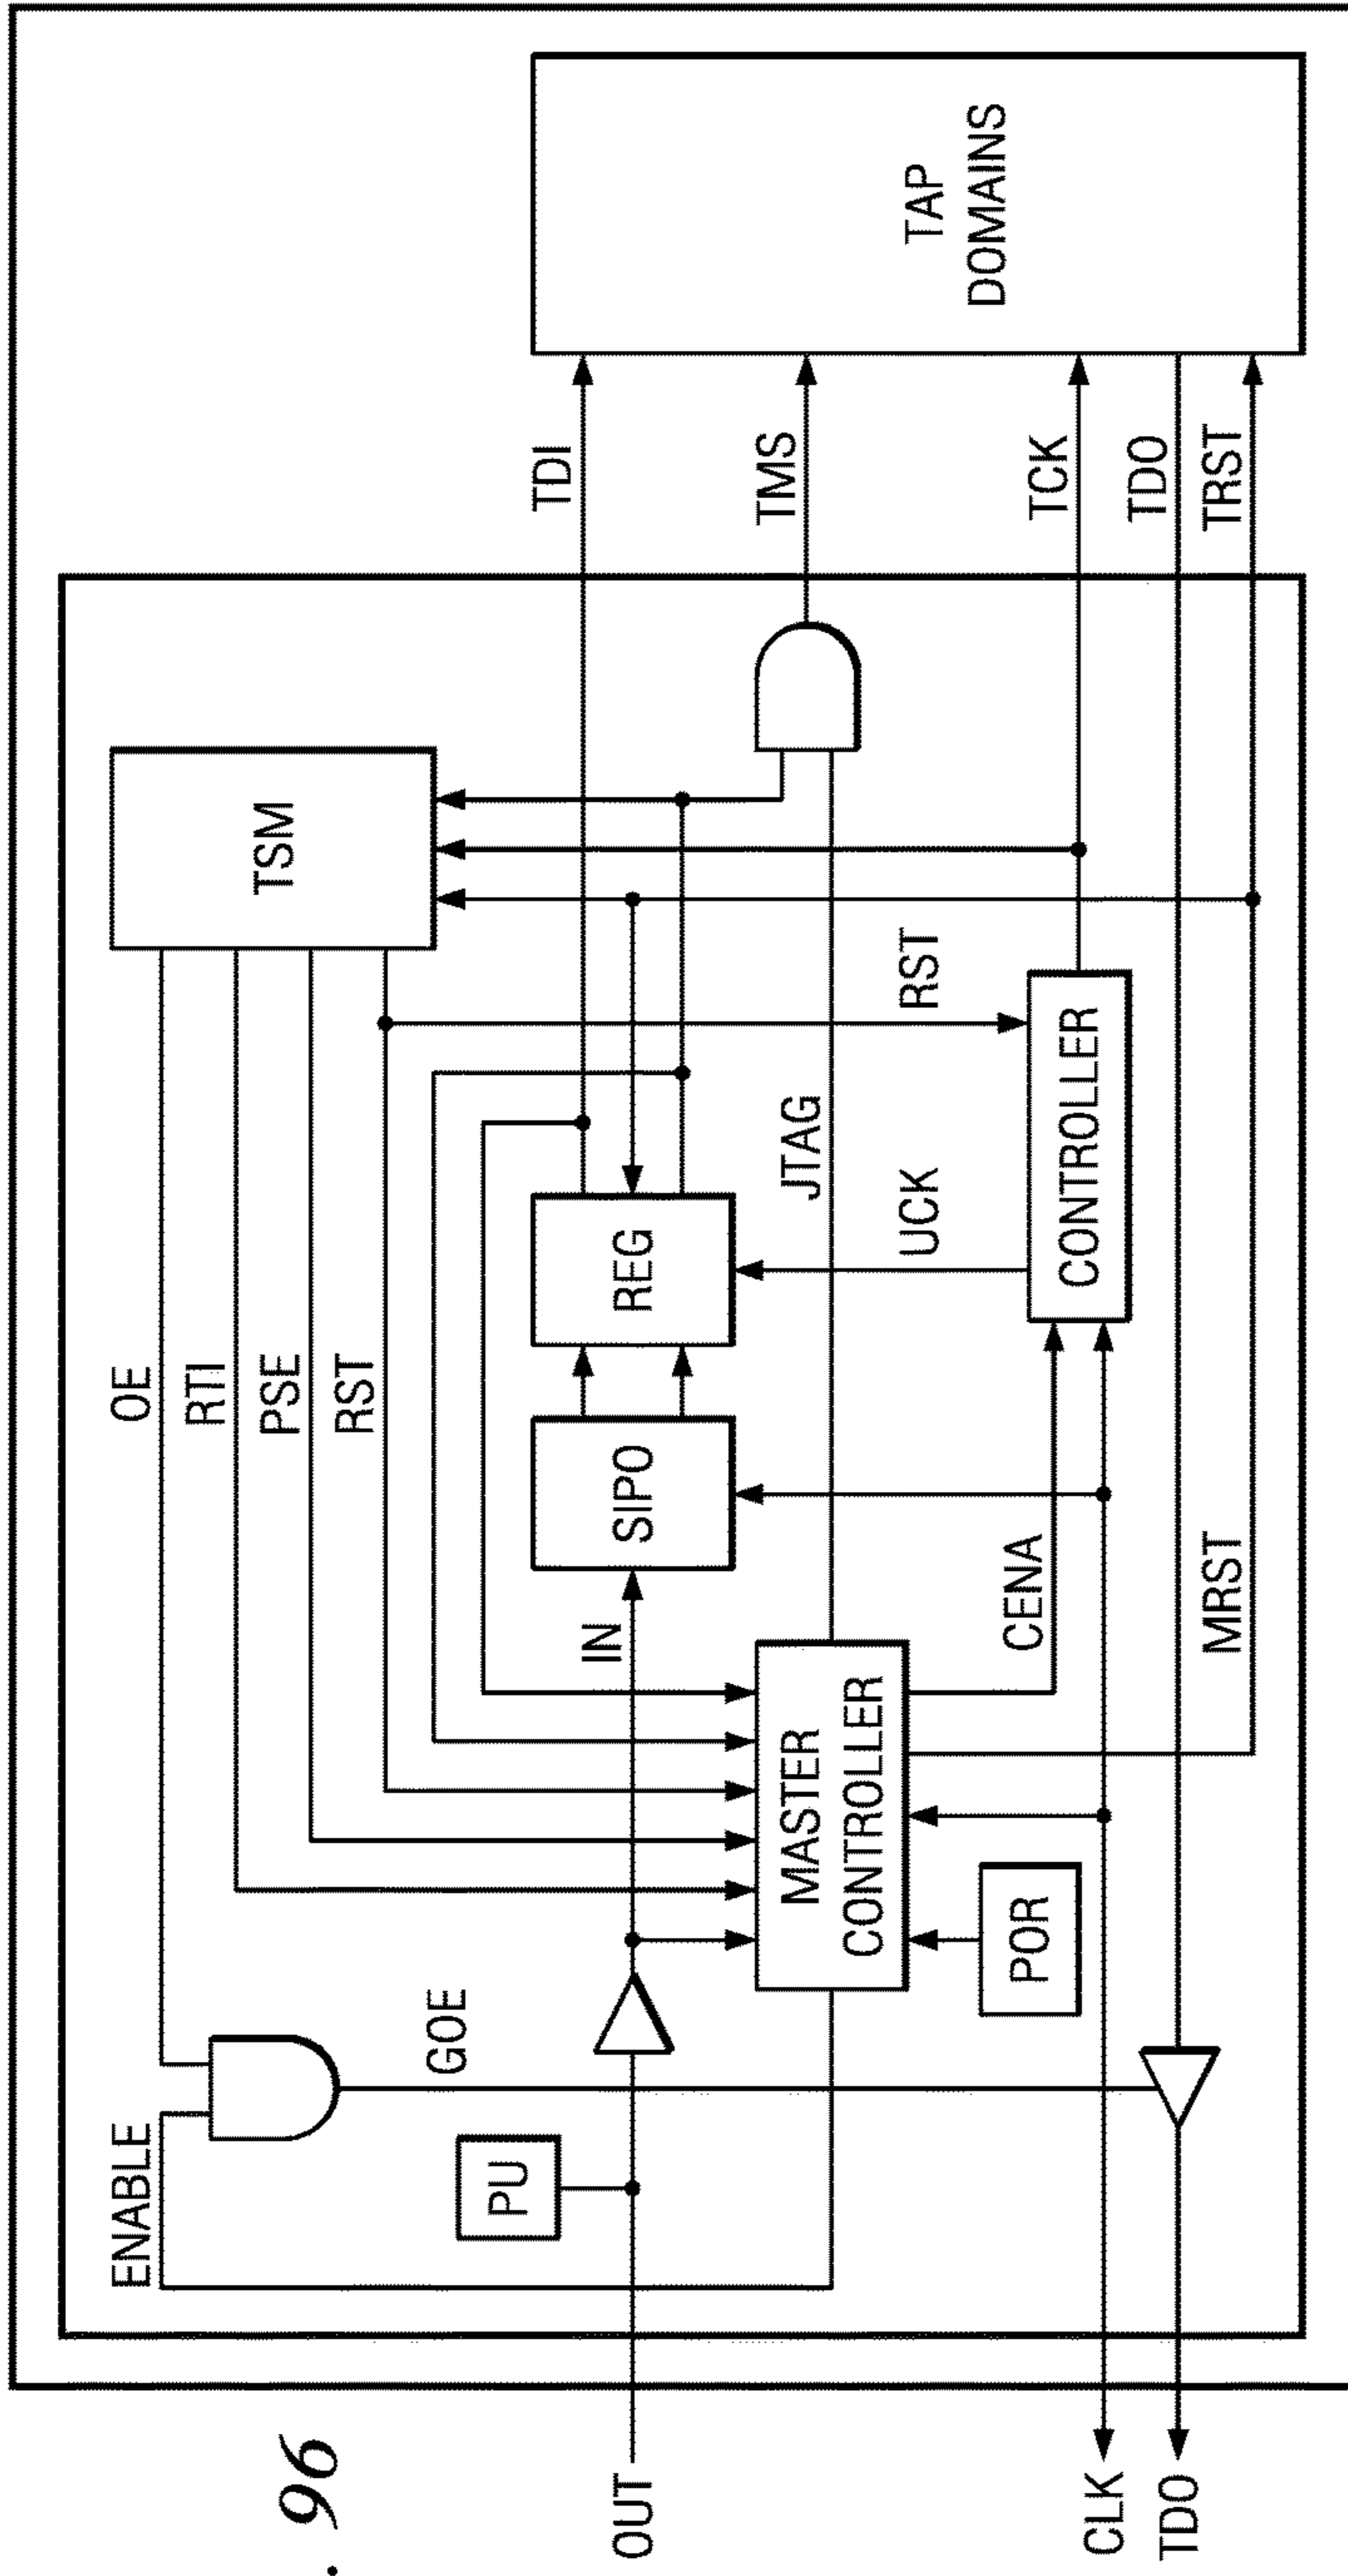 . 96
ENABLE
OE
RTI
PSE
RST
TSM
GOE
PU
IN
SIPO
REG
TDI
TAP
DOMAINS
OUT
JTAG
TMS
MASTER
CONTROLLER
UCK
RST
POR
CENA
CONTROLLER
TCK
CLK
TDO
MRST
TDO
TRST